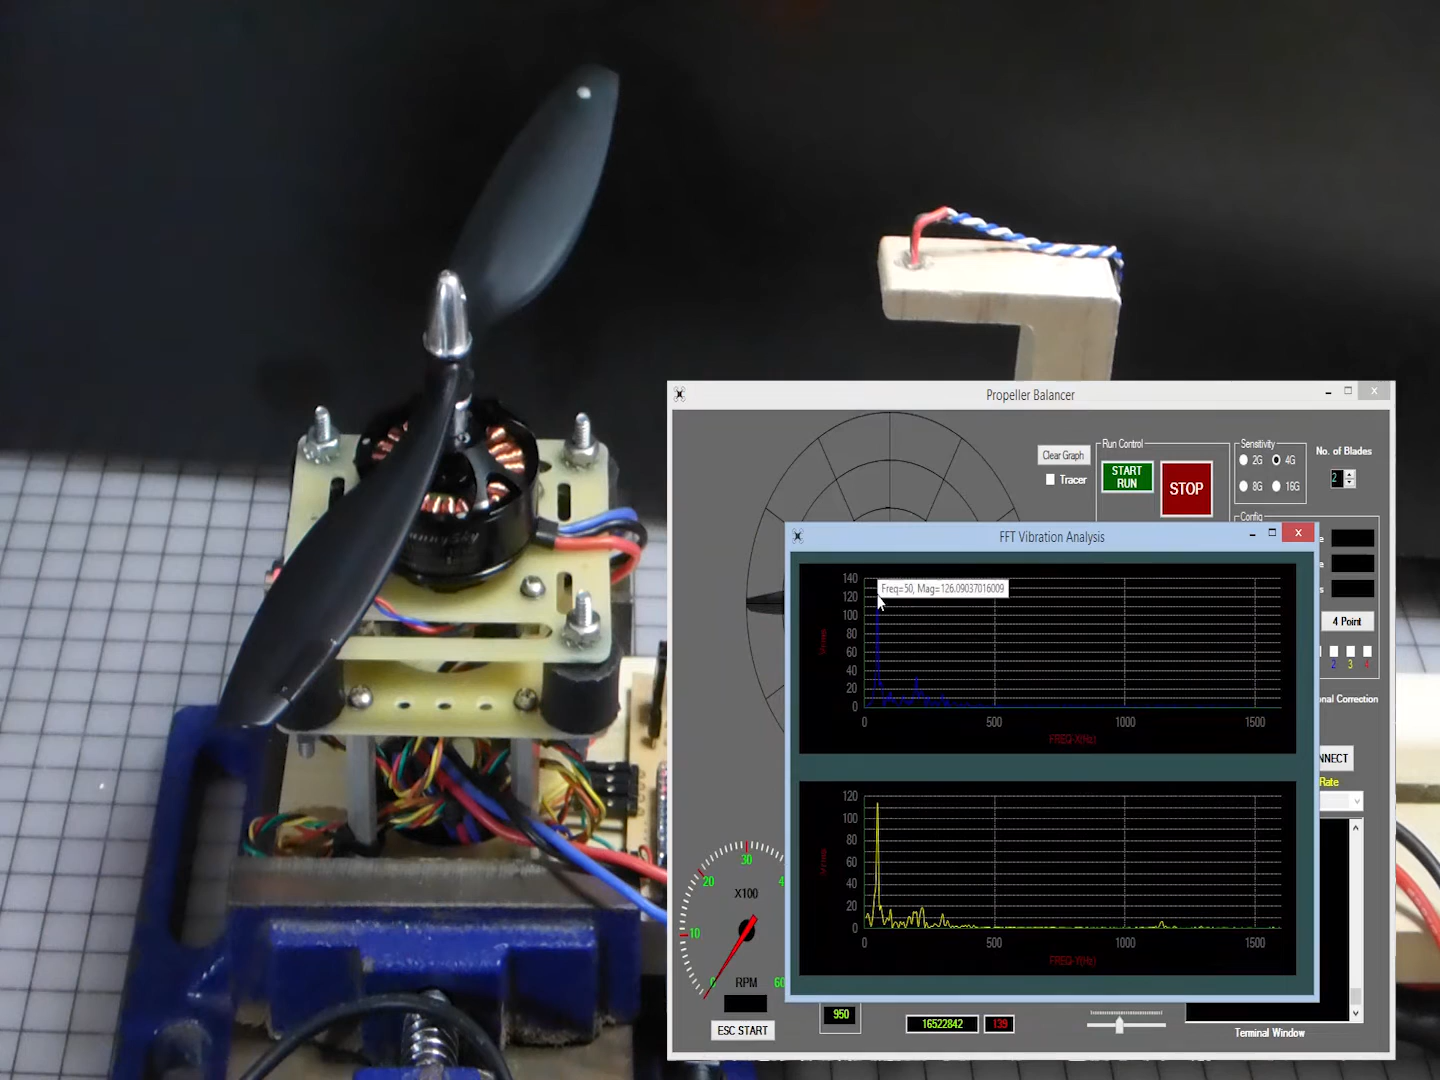 SunnySky
Propeller Balancer
Clear Graph
Tracer
Run Control
START
RUN
STOP
Sensitivity
2G
4G
8G
16G
No. of Blades
2
Config
4 Point
2
3
4
nal Correction
NNECT
Rate
FFT Vibration Analysis
Freq=50, Mag=126.09037016009
140
120
100
80
60
40
20
0
0
500
1000
1500
FREQ-X(Hz)
120
100
80
60
40
20
0
0
500
1000
1500
FREQ-Y(Hz)
10
20
30
4
60
0
X100
RPM
ESC START
950
16522842
139
Terminal Window